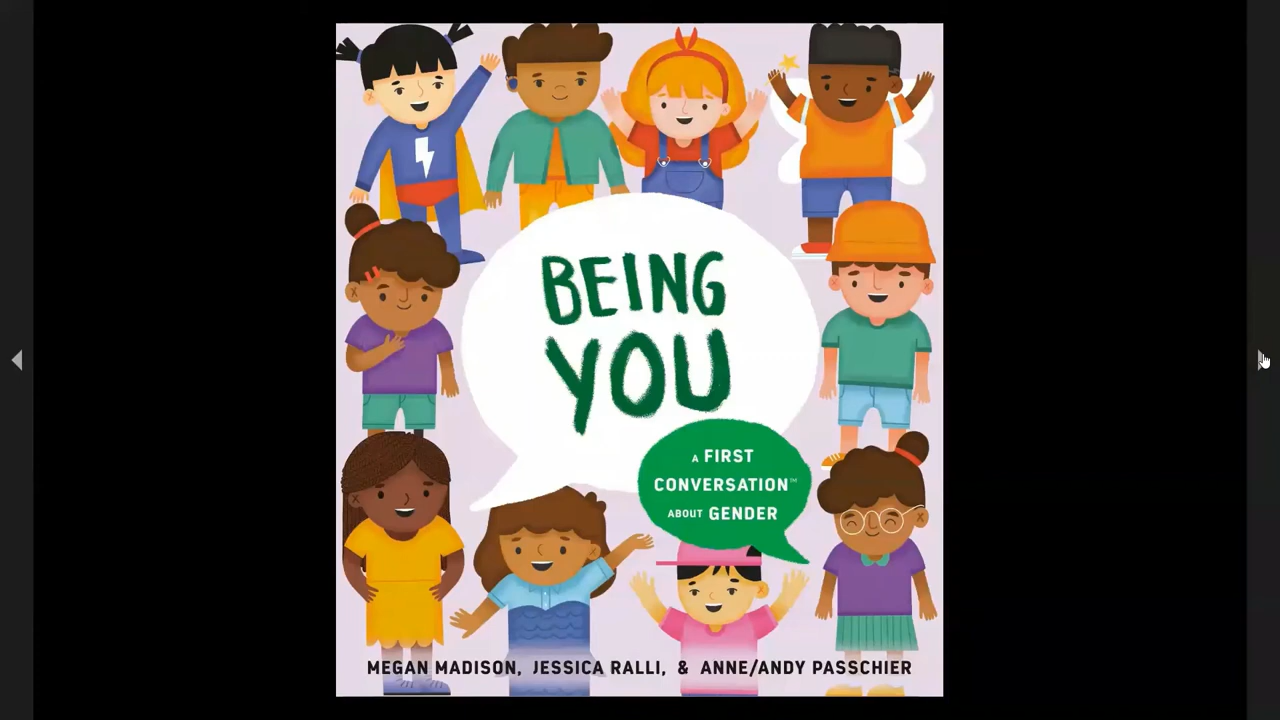 BEING
YOU
A FIRST
CONVERSATION™
ABOUT GENDER
MEGAN MADISON, JESSICA RALLI, & ANNE/ANDY PASSCHIER